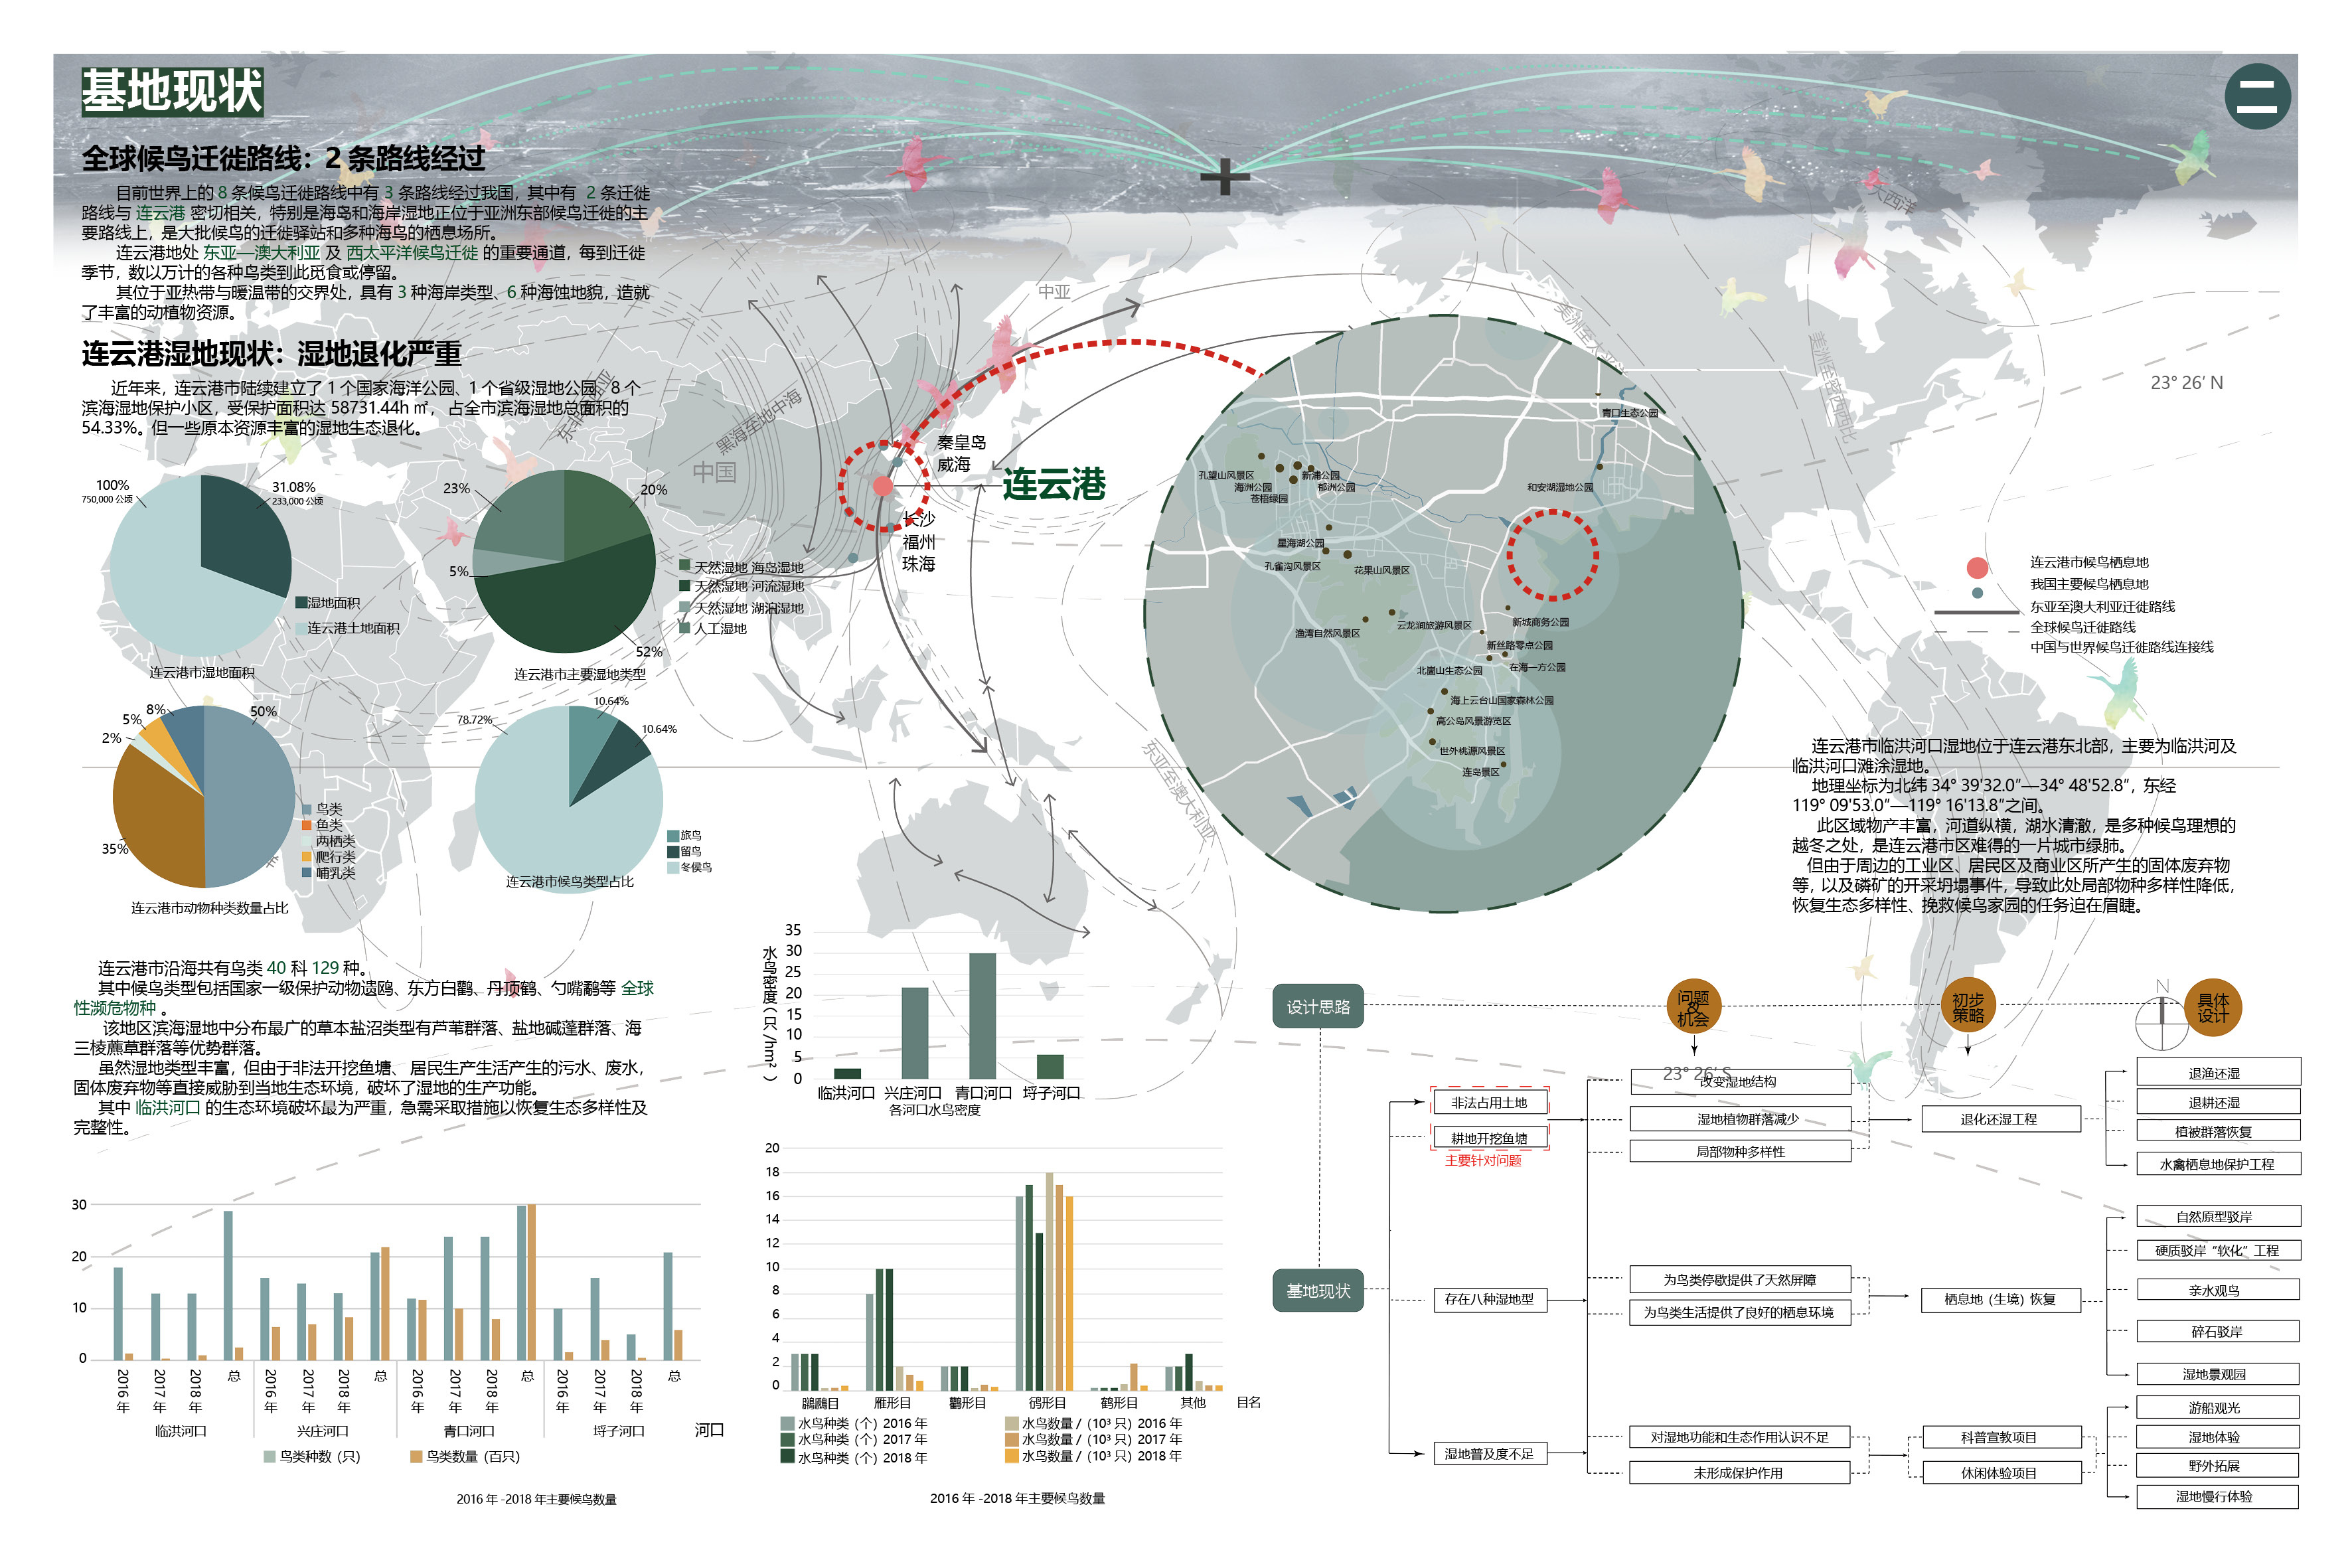 基地现状
二
全球候鸟迁徙路线：2 条路线经过
目前世界上的 8 条候鸟迁徙路线中有 3 条路线经过我国，其中有 2 条迁徙
路线与 连云港 密切相关，特别是海岛和海岸湿地正位于亚洲东部候鸟迁徙的主
要路线上，是大批候鸟的迁徙驿站和多种海鸟的栖息场所。
连云港地处 东亚—澳大利亚 及 西太平洋候鸟迁徙 的重要通道，每到迁徙
季节，数以万计的各种鸟类到此觅食或停留。
其位于亚热带与暖温带的交界处，具有 3 种海岸类型、6 种海蚀地貌，造就
了丰富的动植物资源。
连云港湿地现状：湿地退化严重
近年来，连云港市陆续建立了 1 个国家海洋公园、1 个省级湿地公园、8 个
滨海湿地保护小区，受保护面积达 58731.44h ㎡， 占全市滨海湿地总面积的
54.33%。但一些原本资源丰富的湿地生态退化。
100%
750,000 公顷
31.08%
233,000 公顷
湿地面积
连云港土地面积
连云港市湿地面积
23%
20%
5%
52%
天然湿地 海岛湿地
天然湿地 河流湿地
天然湿地 湖泊湿地
人工湿地
连云港市主要湿地类型
8%
5%
2%
50%
35%
鸟类
鱼类
两栖类
爬行类
哺乳类
连云港市动物种类数量占比
78.72%
10.64%
10.64%
旅鸟
留鸟
冬侯鸟
连云港市候鸟类型占比
中亚
中国
黑海至地中海
东亚至澳大利亚
大西洋
美洲至密西西比
秦皇岛
威海
连云港
长沙
福州
珠海
青口生态公园
孔望山风景区
新浦公园
海洲公园
郁洲公园
苍梧绿园
和安湖湿地公园
星海湖公园
孔雀沟风景区
花果山风景区
渔湾自然风景区
云龙涧旅游风景区
新城商务公园
新丝路零点公园
北崮山生态公园
在海一方公园
海上云台山国家森林公园
高公岛风景游览区
世外桃源风景区
连岛景区
23° 26′ N
连云港市候鸟栖息地
我国主要候鸟栖息地
东亚至澳大利亚迁徙路线
全球候鸟迁徙路线
中国与世界候鸟迁徙路线连接线
连云港市临洪河口湿地位于连云港东北部，主要为临洪河及
临洪河口滩涂湿地。
地理坐标为北纬 34° 39′32.0″—34° 48′52.8″，东经
119° 09′53.0″—119° 16′13.8″之间。
此区域物产丰富，河道纵横，湖水清澈，是多种候鸟理想的
越冬之处，是连云港市区难得的一片城市绿肺。
但由于周边的工业区、居民区及商业区所产生的固体废弃物
等，以及磷矿的开采坍塌事件，导致此处局部物种多样性降低，
恢复生态多样性、挽救候鸟家园的任务迫在眉睫。
连云港市沿海共有鸟类 40 科 129 种。
其中候鸟类型包括国家一级保护动物遗鸥、东方白鹳、丹顶鹤、勺嘴鹬等 全球
性濒危物种 。
该地区滨海湿地中分布最广的草本盐沼类型有芦苇群落、盐地碱蓬群落、海
三棱藨草群落等优势群落。
虽然湿地类型丰富，但由于非法开挖鱼塘、 居民生产生活产生的污水、废水，
固体废弃物等直接威胁到当地生态环境，破坏了湿地的生产功能。
其中 临洪河口 的生态环境破坏最为严重，急需采取措施以恢复生态多样性及
完整性。
水鸟密度（只/hm²）
35
30
25
20
15
10
5
0
临洪河口 兴庄河口 青口河口 埒子河口
各河口水鸟密度
30
20
10
0
2016年 2017年 2018年 总 2016年 2017年 2018年 总 2016年 2017年 2018年 总 2016年 2017年 2018年 总
临洪河口 兴庄河口 青口河口 埒子河口 河口
鸟类种数（只） 鸟类数量（百只）
2016 年 -2018 年主要候鸟数量
20
18
16
14
12
10
8
6
4
2
0
鸊鷉目 雁形目 鹳形目 鸻形目 鹤形目 其他 目名
水鸟种类（个）2016 年 水鸟数量 /（10³ 只）2016 年
水鸟种类（个）2017 年 水鸟数量 /（10³ 只）2017 年
水鸟种类（个）2018 年 水鸟数量 /（10³ 只）2018 年
2016 年 -2018 年主要候鸟数量
设计思路
问题
&
机会
初步
策略
N
具体
设计
23° 26′ S
基地现状
非法占用土地
耕地开挖鱼塘
主要针对问题
存在八种湿地型
湿地普及度不足
改变湿地结构
湿地植物群落减少
局部物种多样性
为鸟类停歇提供了天然屏障
为鸟类生活提供了良好的栖息环境
对湿地功能和生态作用认识不足
未形成保护作用
退化还湿工程
栖息地（生境）恢复
科普宣教项目
休闲体验项目
退渔还湿
退耕还湿
植被群落恢复
水禽栖息地保护工程
自然原型驳岸
硬质驳岸“软化”工程
亲水观鸟
碎石驳岸
湿地景观园
游船观光
湿地体验
野外拓展
湿地慢行体验